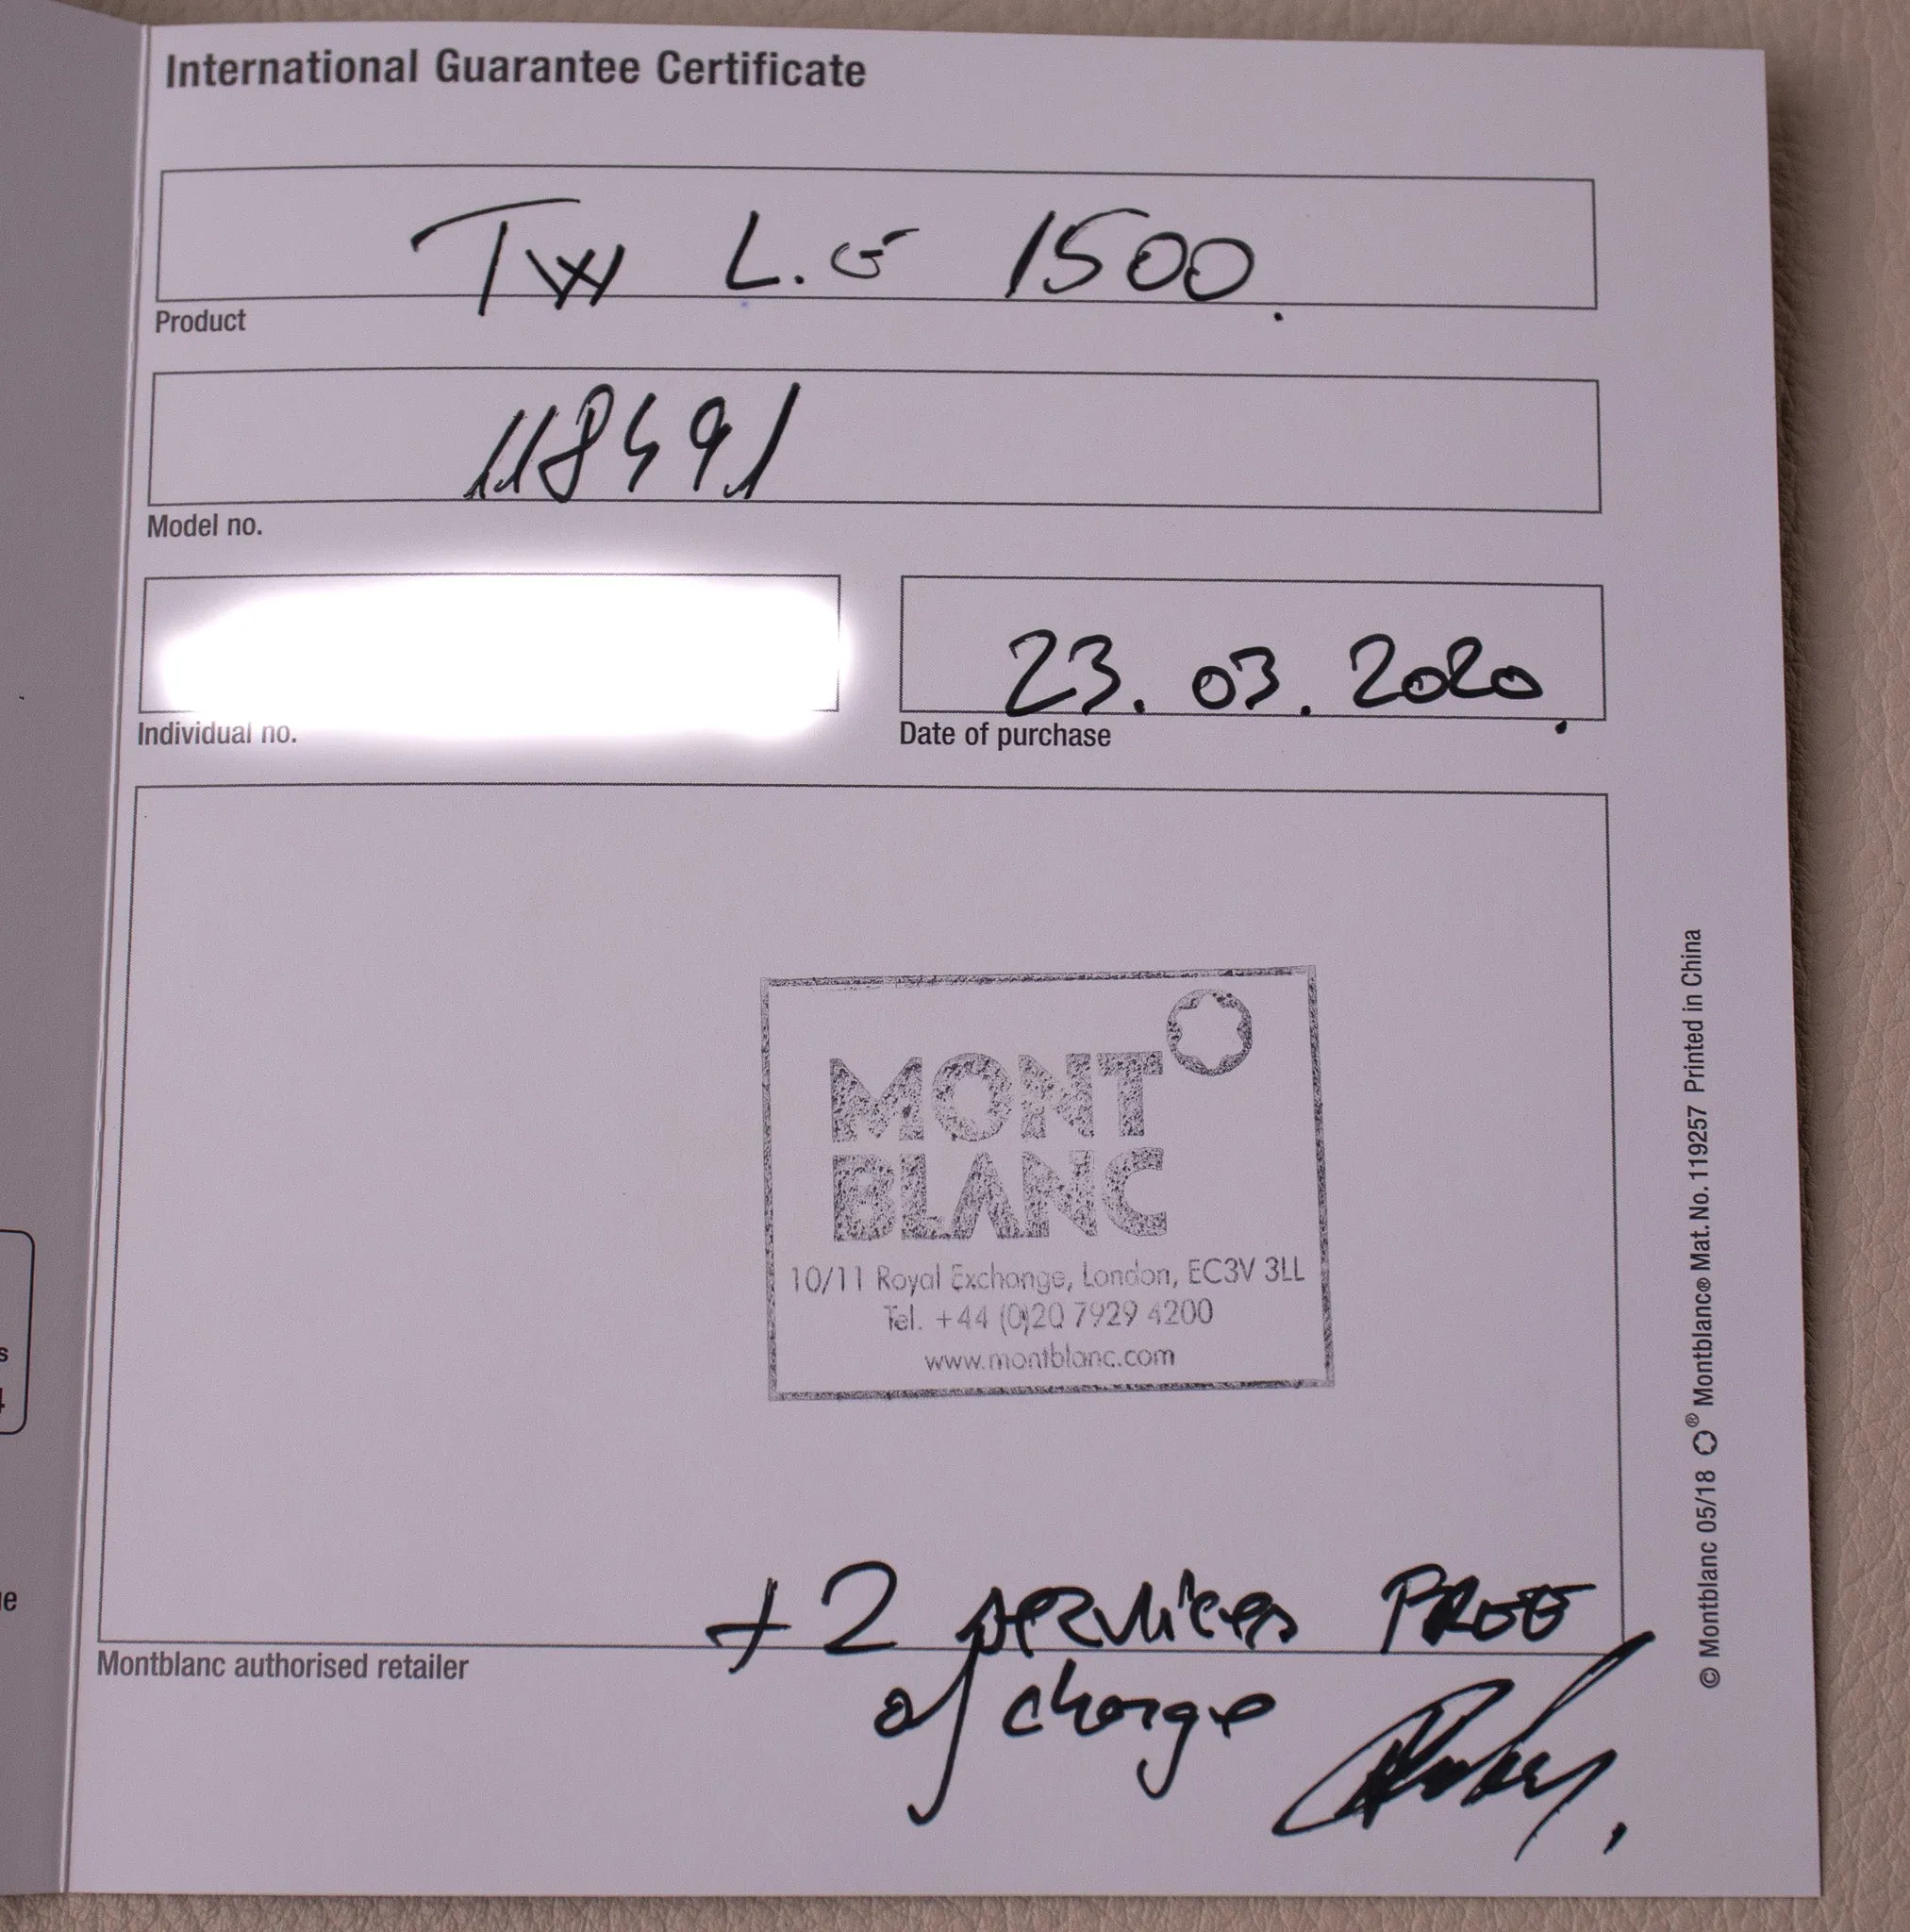 International Guarantee Certificate
TW L.E 1500.
Product
118491
Model no.
Individual no.
23.03.2020.
Date of purchase
MONT
BLANC
10/11 Royal Exchange, London, EC3V 3LL
Tel. +44 (0)20 7929 4200
www.montblanc.com
+2 services FREE
of charge
Montblanc authorised retailer
© Montblanc 05/18 ® Montblanc® Mat. No. 119257 Printed in China